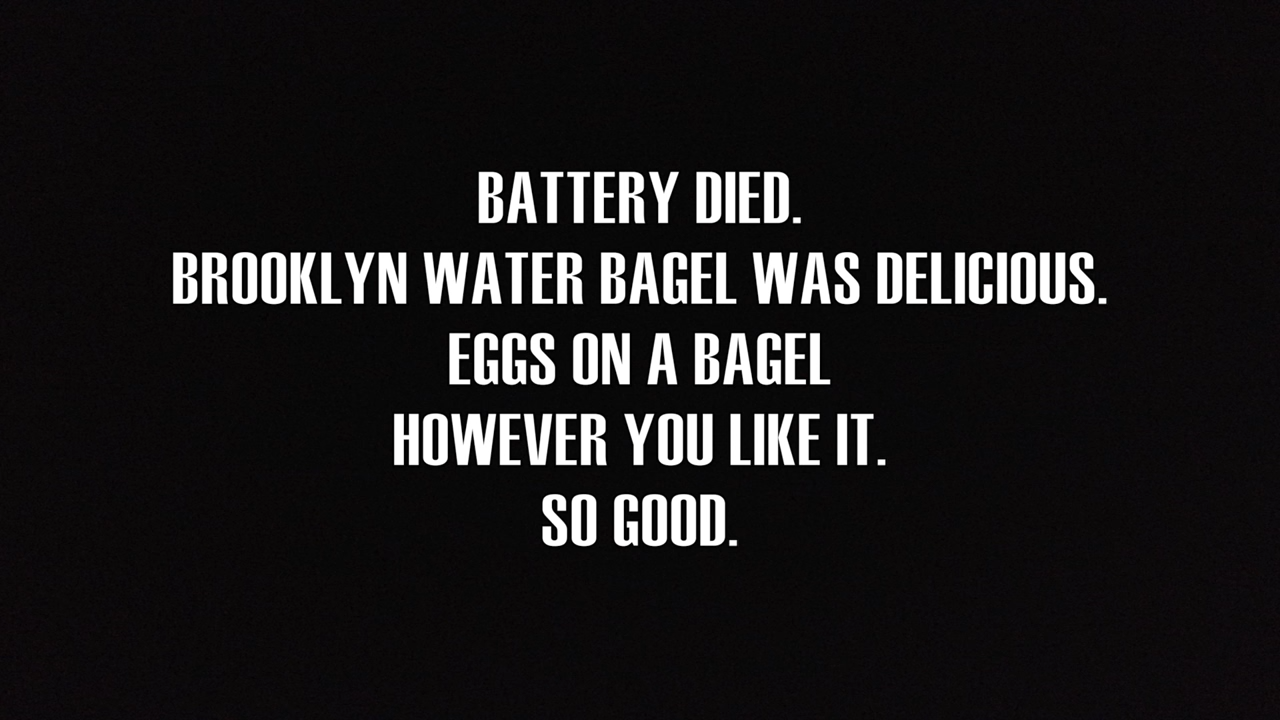 BATTERY DIED.
BROOKLYN WATER BAGEL WAS DELICIOUS.
EGGS ON A BAGEL
HOWEVER YOU LIKE IT.
SO GOOD.